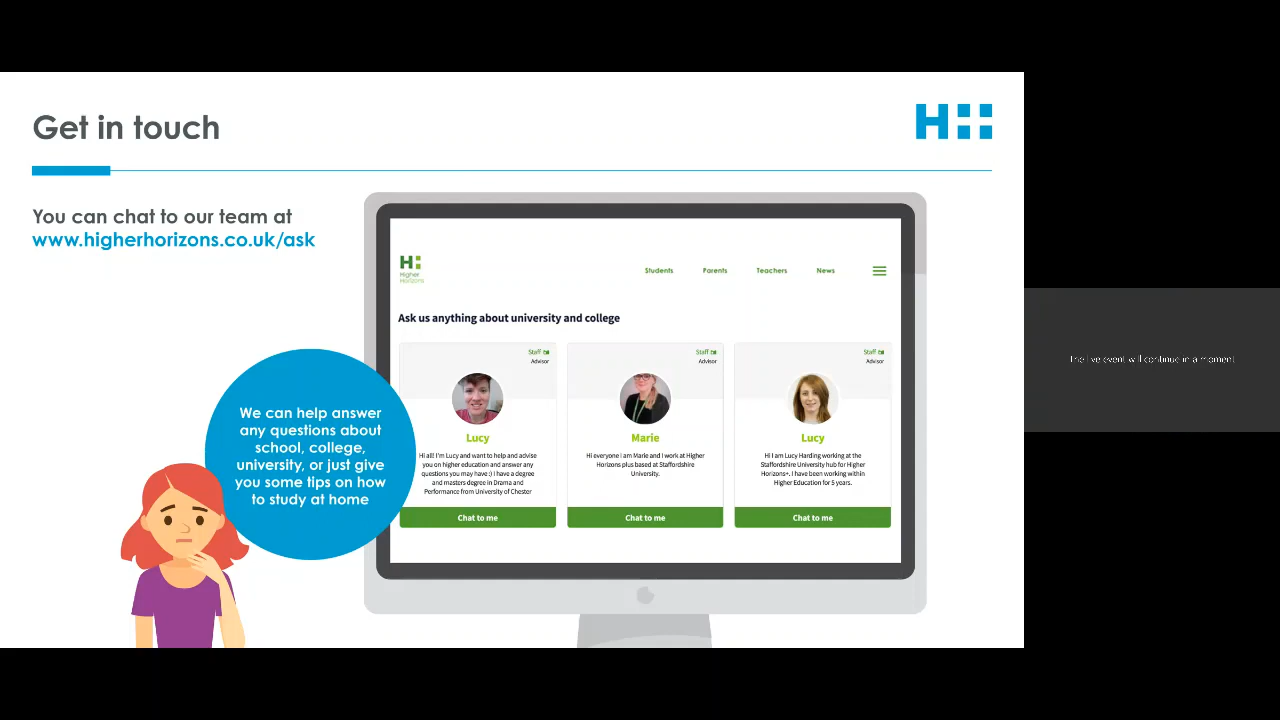 Get in touch
H
You can chat to our team at
www.higherhorizons.co.uk/ask
H
Higher
Horizons
Students
Parents
Teachers
News
Ask us anything about university and college
Staff
Advisor
Lucy
Hi all! I'm Lucy and want to help and advise
you on higher education and answer any
questions you may have :) I have a degree
and masters degree in Drama and
Performance from University of Chester
Chat to me
Staff
Advisor
Marie
Hi everyone I am Marie and I work at Higher
Horizons plus based at Staffordshire
University.
Chat to me
Staff
Advisor
Lucy
Hi I am Lucy Harding working at the
Staffordshire University hub for Higher
Horizons+. I have been working within
Higher Education for 5 years.
Chat to me
We can help answer
any questions about
school, college,
university, or just give
you some tips on how
to study at home
The live event will continue in a moment